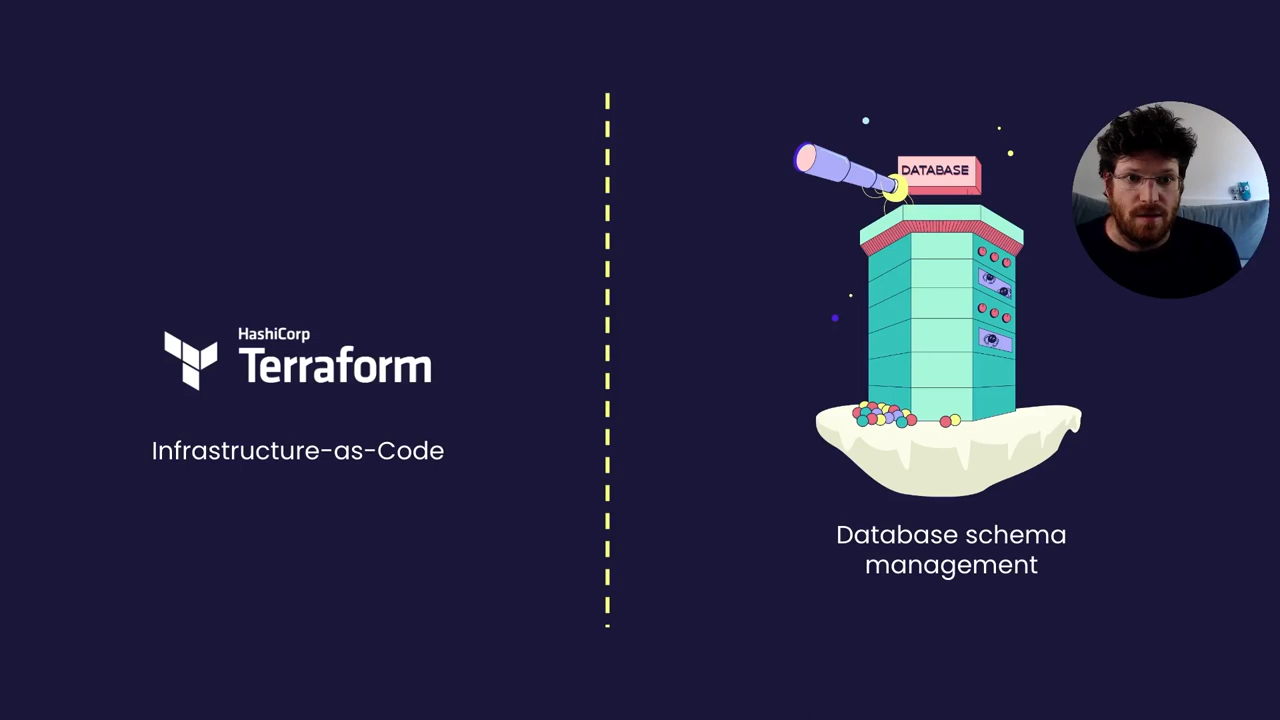 HashiCorp
Terraform
Infrastructure-as-Code
DATABASE
Database schema
management